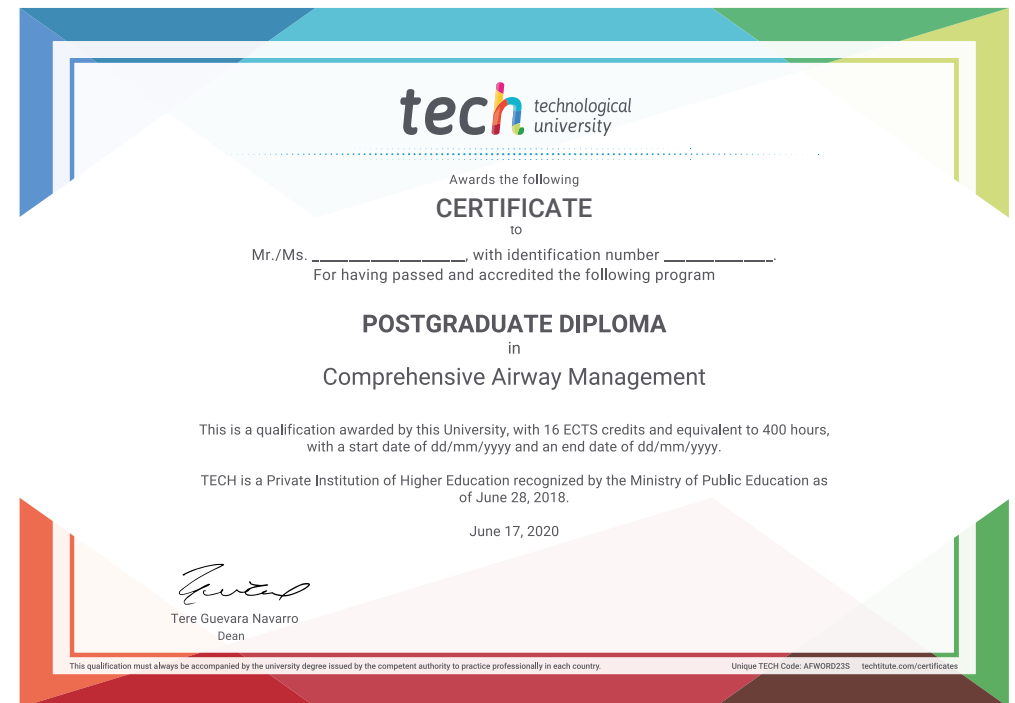 tech technological
university
Awards the following
CERTIFICATE
to
Mr./Ms. _________________, with identification number ____________.
For having passed and accredited the following program
POSTGRADUATE DIPLOMA
in
Comprehensive Airway Management
This is a qualification awarded by this University, with 16 ECTS credits and equivalent to 400 hours,
with a start date of dd/mm/yyyy and an end date of dd/mm/yyyy.
TECH is a Private Institution of Higher Education recognized by the Ministry of Public Education as
of June 28, 2018.
June 17, 2020
Tere Guevara Navarro
Dean
This qualification must always be accompanied by the university degree issued by the competent authority to practice professionally in each country. Unique TECH Code: AFWORD23S techtitute.com/certificates